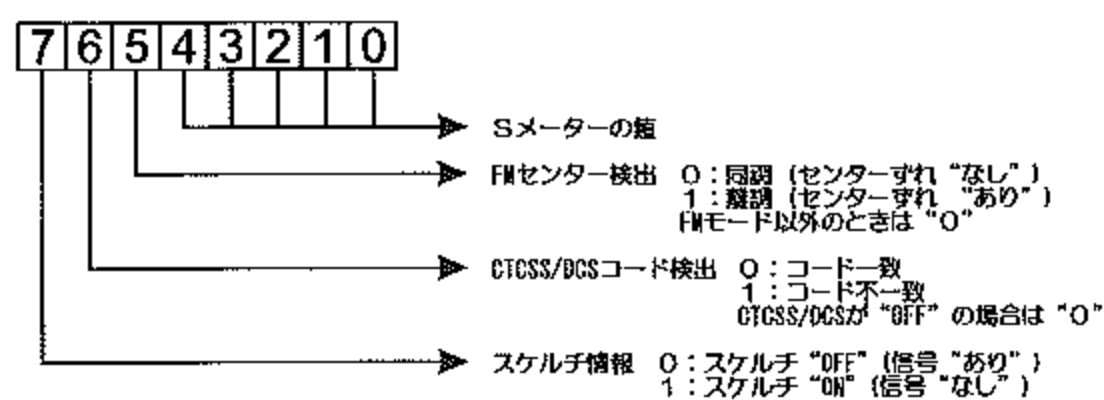 7 6 5 4 3 2 1 0
Sメーターの値
FMセンター検出 0:同調 (センターずれ "なし")
1:離調 (センターずれ "あり")
FMモード以外のときは "0"
CTCSS/DCSコード検出 0:コード一致
1:コード不一致
CTCSS/DCSが "OFF" の場合は "0"
スケルチ情報 0:スケルチ "OFF" (信号 "あり")
1:スケルチ "ON" (信号 "なし")